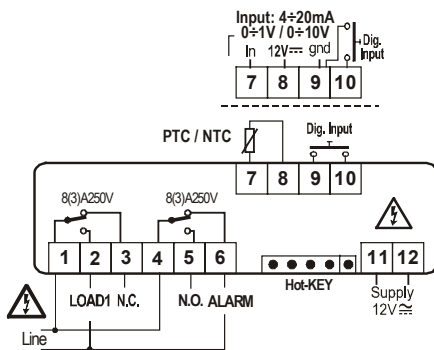 Input: 4÷20mA
0÷1V / 0÷10V
Dig.
Input
In 12V⎓ gnd
7 8 9 10
PTC / NTC
Dig. Input
7 8 9 10
8(3)A250V 8(3)A250V
1 2 3 4 5 6 11 12
LOAD1 N.C. N.O. ALARM
Hot-KEY
Supply
12V≂
Line